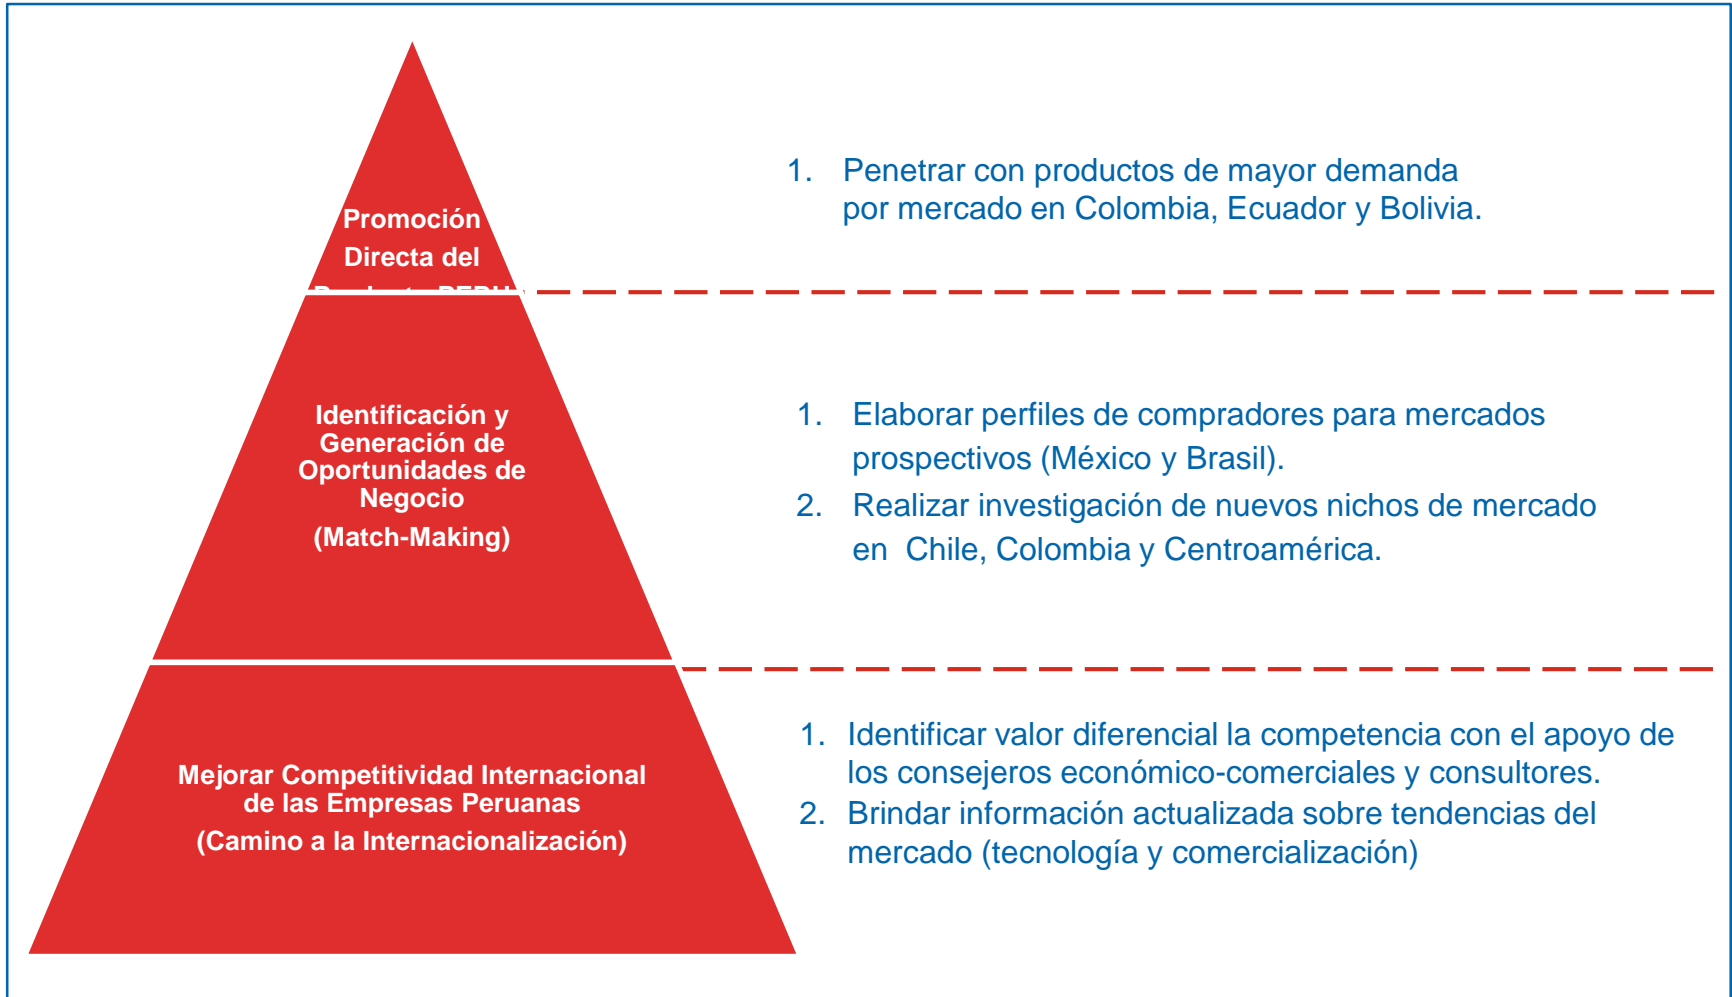 Promoción
Directa del
1. Penetrar con productos de mayor demanda
por mercado en Colombia, Ecuador y Bolivia.
Identificación y
Generación de
Oportunidades de
Negocio
(Match-Making)
1. Elaborar perfiles de compradores para mercados
prospectivos (México y Brasil).
2. Realizar investigación de nuevos nichos de mercado
en Chile, Colombia y Centroamérica.
Mejorar Competitividad Internacional
de las Empresas Peruanas
(Camino a la Internacionalización)
1. Identificar valor diferencial la competencia con el apoyo de
los consejeros económico-comerciales y consultores.
2. Brindar información actualizada sobre tendencias del
mercado (tecnología y comercialización)